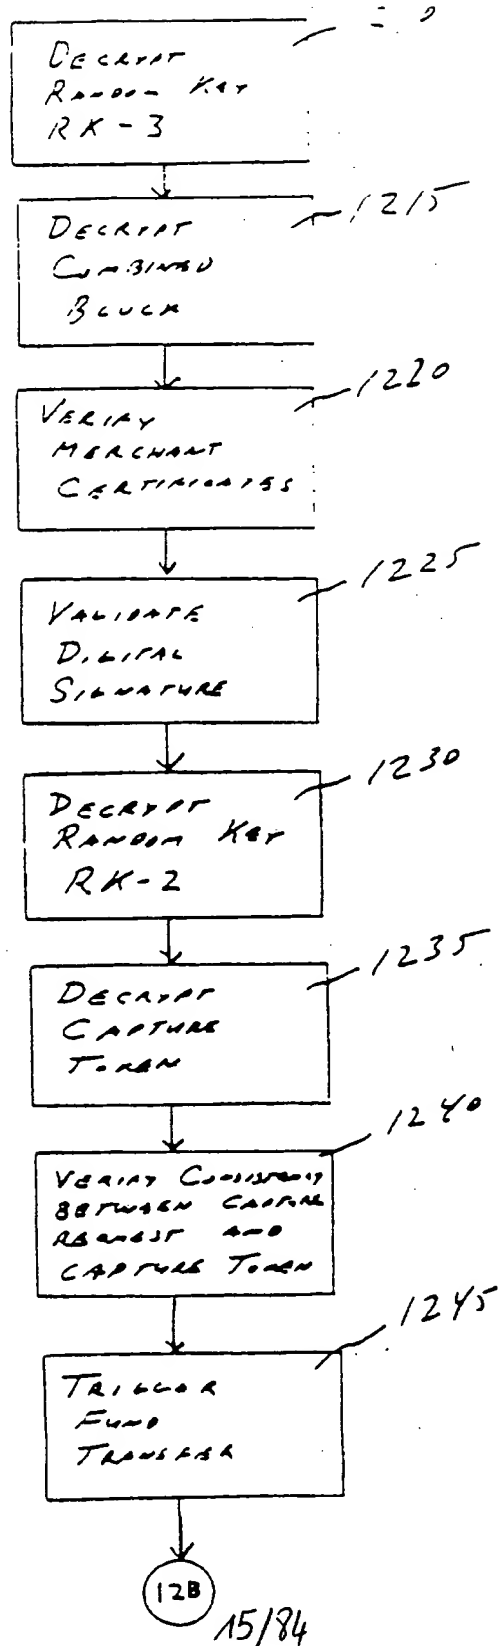 DECRYPT
RANDOM KEY
RK-3
1215
DECRYPT
COMBINED
BLOCK
1220
VERIFY
MERCHANT
CERTIFICATES
1225
VALIDATE
DIGITAL
SIGNATURE
1230
DECRYPT
RANDOM KEY
RK-2
1235
DECRYPT
CAPTURE
TOKEN
1240
VERIFY CONSISTENCY
BETWEEN CAPTURE
REQUEST AND
CAPTURE TOKEN
1245
TRIGGER
FUND
TRANSFER
12B
15/84